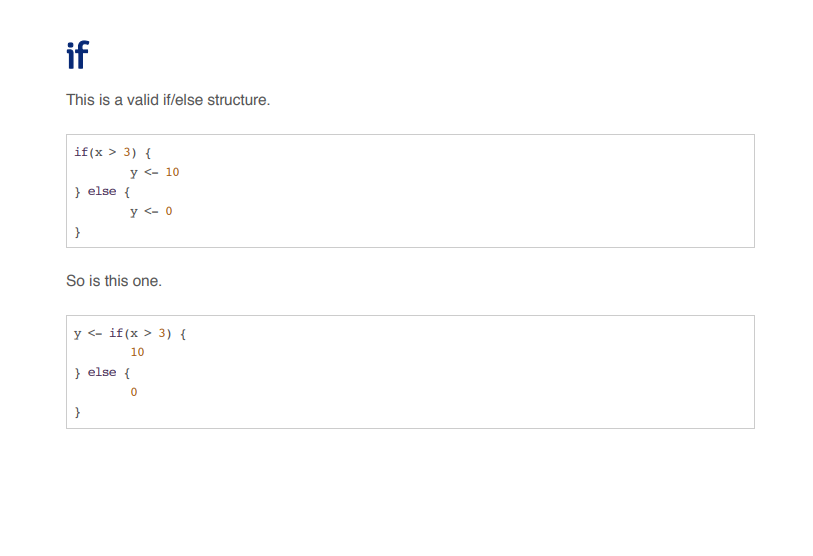 if
This is a valid if/else structure.
if(x > 3) {
        y <- 10
} else {
        y <- 0
}
So is this one.
y <- if(x > 3) {
        10
} else {
        0
}